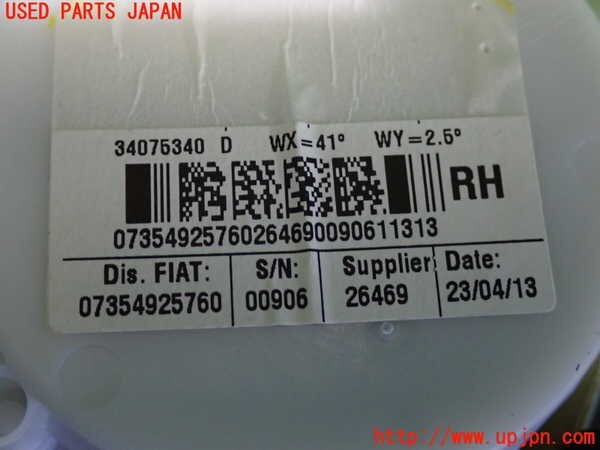 USED PARTS JAPAN
34075340 D WX=41° WY=2.5°
RH
07354925760264690090611313
Dis. FIAT: S/N: Supplier: Date:
07354925760 00906 26469 23/04/13
http://www.upjpn.com/